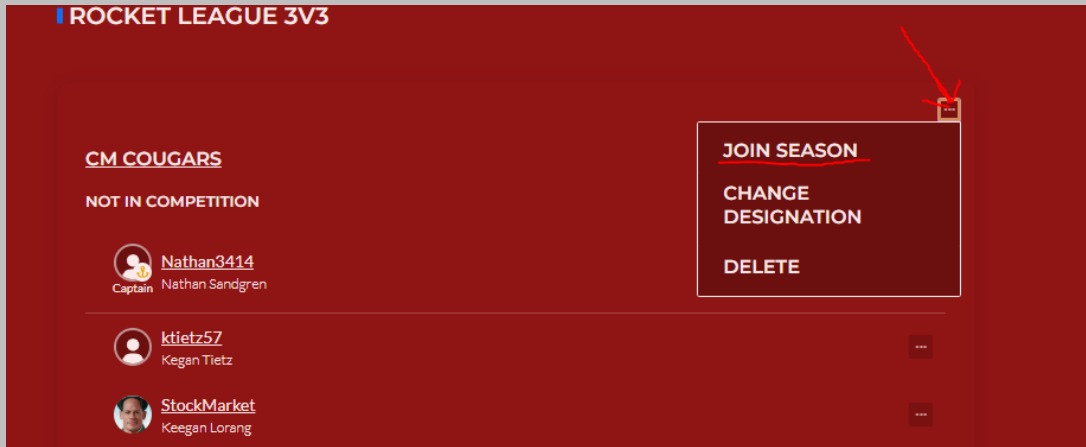 ROCKET LEAGUE 3V3
JOIN SEASON
CM COUGARS
CHANGE
DESIGNATION
NOT IN COMPETITION
DELETE
Nathan3414
Captain
Nathan Sandgren
ktietz57
Kegan Tietz
StockMarket
Keegan Lorang